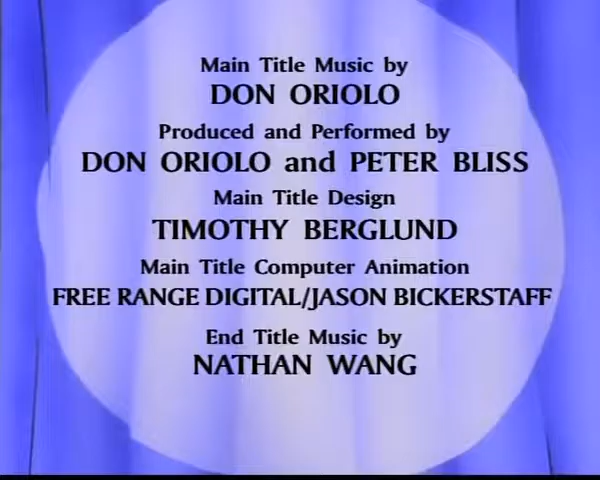 Main Title Music by
DON ORIOLO
Produced and Performed by
DON ORIOLO and PETER BLISS
Main Title Design
TIMOTHY BERGLUND
Main Title Computer Animation
FREE RANGE DIGITAL/JASON BICKERSTAFF
End Title Music by
NATHAN WANG